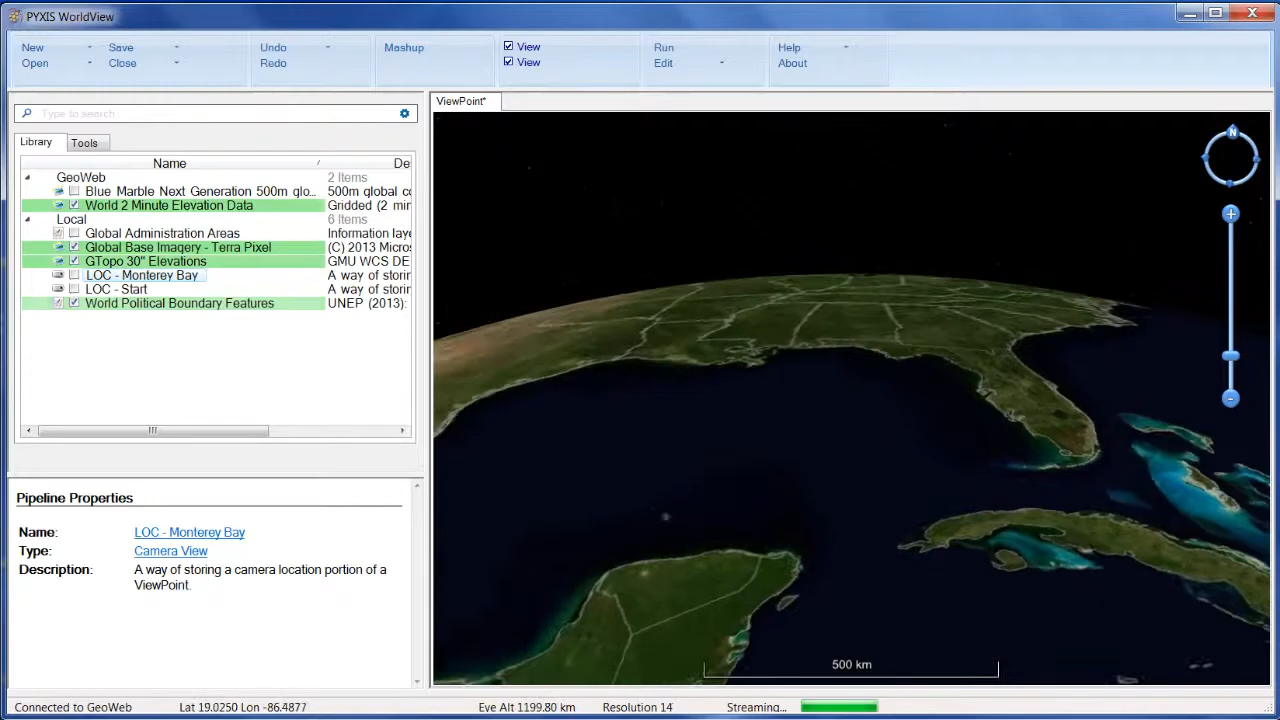 PYXIS WorldView
New Save Undo Mashup View Run Help
Open Close Redo View Edit About
Type to search
ViewPoint*
N
Library Tools
Name / De
GeoWeb 2 Items
Blue Marble Next Generation 500m glo... 500m global co
World 2 Minute Elevation Data Gridded (2 min
Local 6 Items
Global Administration Areas Information laye
Global Base Imagery - Terra Pixel (C) 2013 Micros
GTopo 30" Elevations GMU WCS DE
LOC - Monterey Bay A way of storin
LOC - Start A way of storin
World Political Boundary Features UNEP (2013):
+
-
Pipeline Properties
Name: LOC - Monterey Bay
Type: Camera View
Description: A way of storing a camera location portion of a
ViewPoint.
500 km
Connected to GeoWeb Lat 19.0250 Lon -86.4877 Eye Alt 1199.80 km Resolution 14 Streaming...